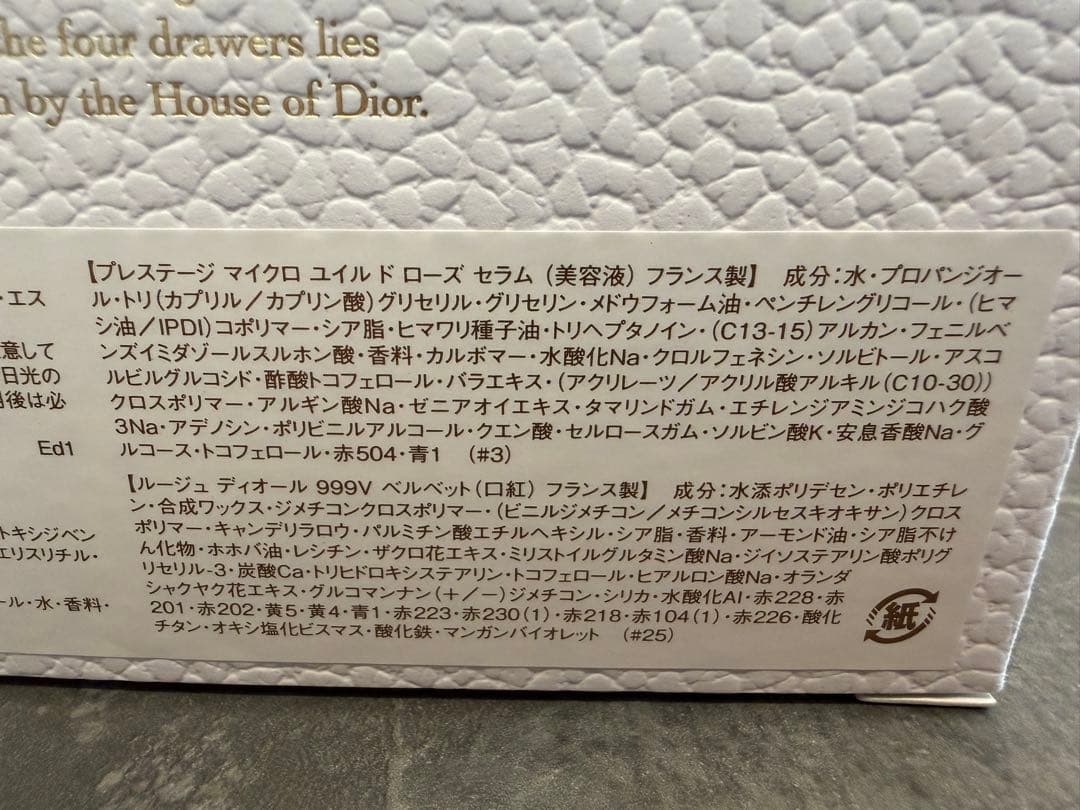 the four drawers lies
by the House of Dior.
・エス
意して
日光の
後は必
Ed1
トキシジベン
エリスリチル・
ール・水・香料・
【プレステージ マイクロ ユイル ド ローズ セラム (美容液) フランス製】 成分:水・プロパンジオー
ル・トリ(カプリル/カプリン酸)グリセリル・グリセリン・メドウフォーム油・ペンチレングリコール・(ヒマ
シ油/IPDI)コポリマー・シア脂・ヒマワリ種子油・トリヘプタノイン・(C13-15)アルカン・フェニルベ
ンズイミダゾールスルホン酸・香料・カルボマー・水酸化Na・クロルフェネシン・ソルビトール・アスコ
ルビルグルコシド・酢酸トコフェロール・バラエキス・(アクリレーツ/アクリル酸アルキル(C10-30))
クロスポリマー・アルギン酸Na・ゼニアオイエキス・タマリンドガム・エチレンジアミンジコハク酸
3Na・アデノシン・ポリビニルアルコール・クエン酸・セルロースガム・ソルビン酸K・安息香酸Na・グ
ルコース・トコフェロール・赤504・青1 (#3)
【ルージュ ディオール 999V ベルベット(口紅) フランス製】 成分:水添ポリデセン・ポリエチレ
ン・合成ワックス・ジメチコンクロスポリマー・(ビニルジメチコン/メチコンシルセスキオキサン)クロス
ポリマー・キャンデリラロウ・パルミチン酸エチルヘキシル・シア脂・香料・アーモンド油・シア脂不け
ん化物・ホホバ油・レシチン・ザクロ花エキス・ミリストイルグルタミン酸Na・ジイソステアリン酸ポリグ
リセリル-3・炭酸Ca・トリヒドロキシステアリン・トコフェロール・ヒアルロン酸Na・オランダ
シャクヤク花エキス・グルコマンナン(+/-)ジメチコン・シリカ・水酸化Al・赤228・赤
201・赤202・黄5・黄4・青1・赤223・赤230(1)・赤218・赤104(1)・赤226・酸化
チタン・オキシ塩化ビスマス・酸化鉄・マンガンバイオレット (#25)
紙